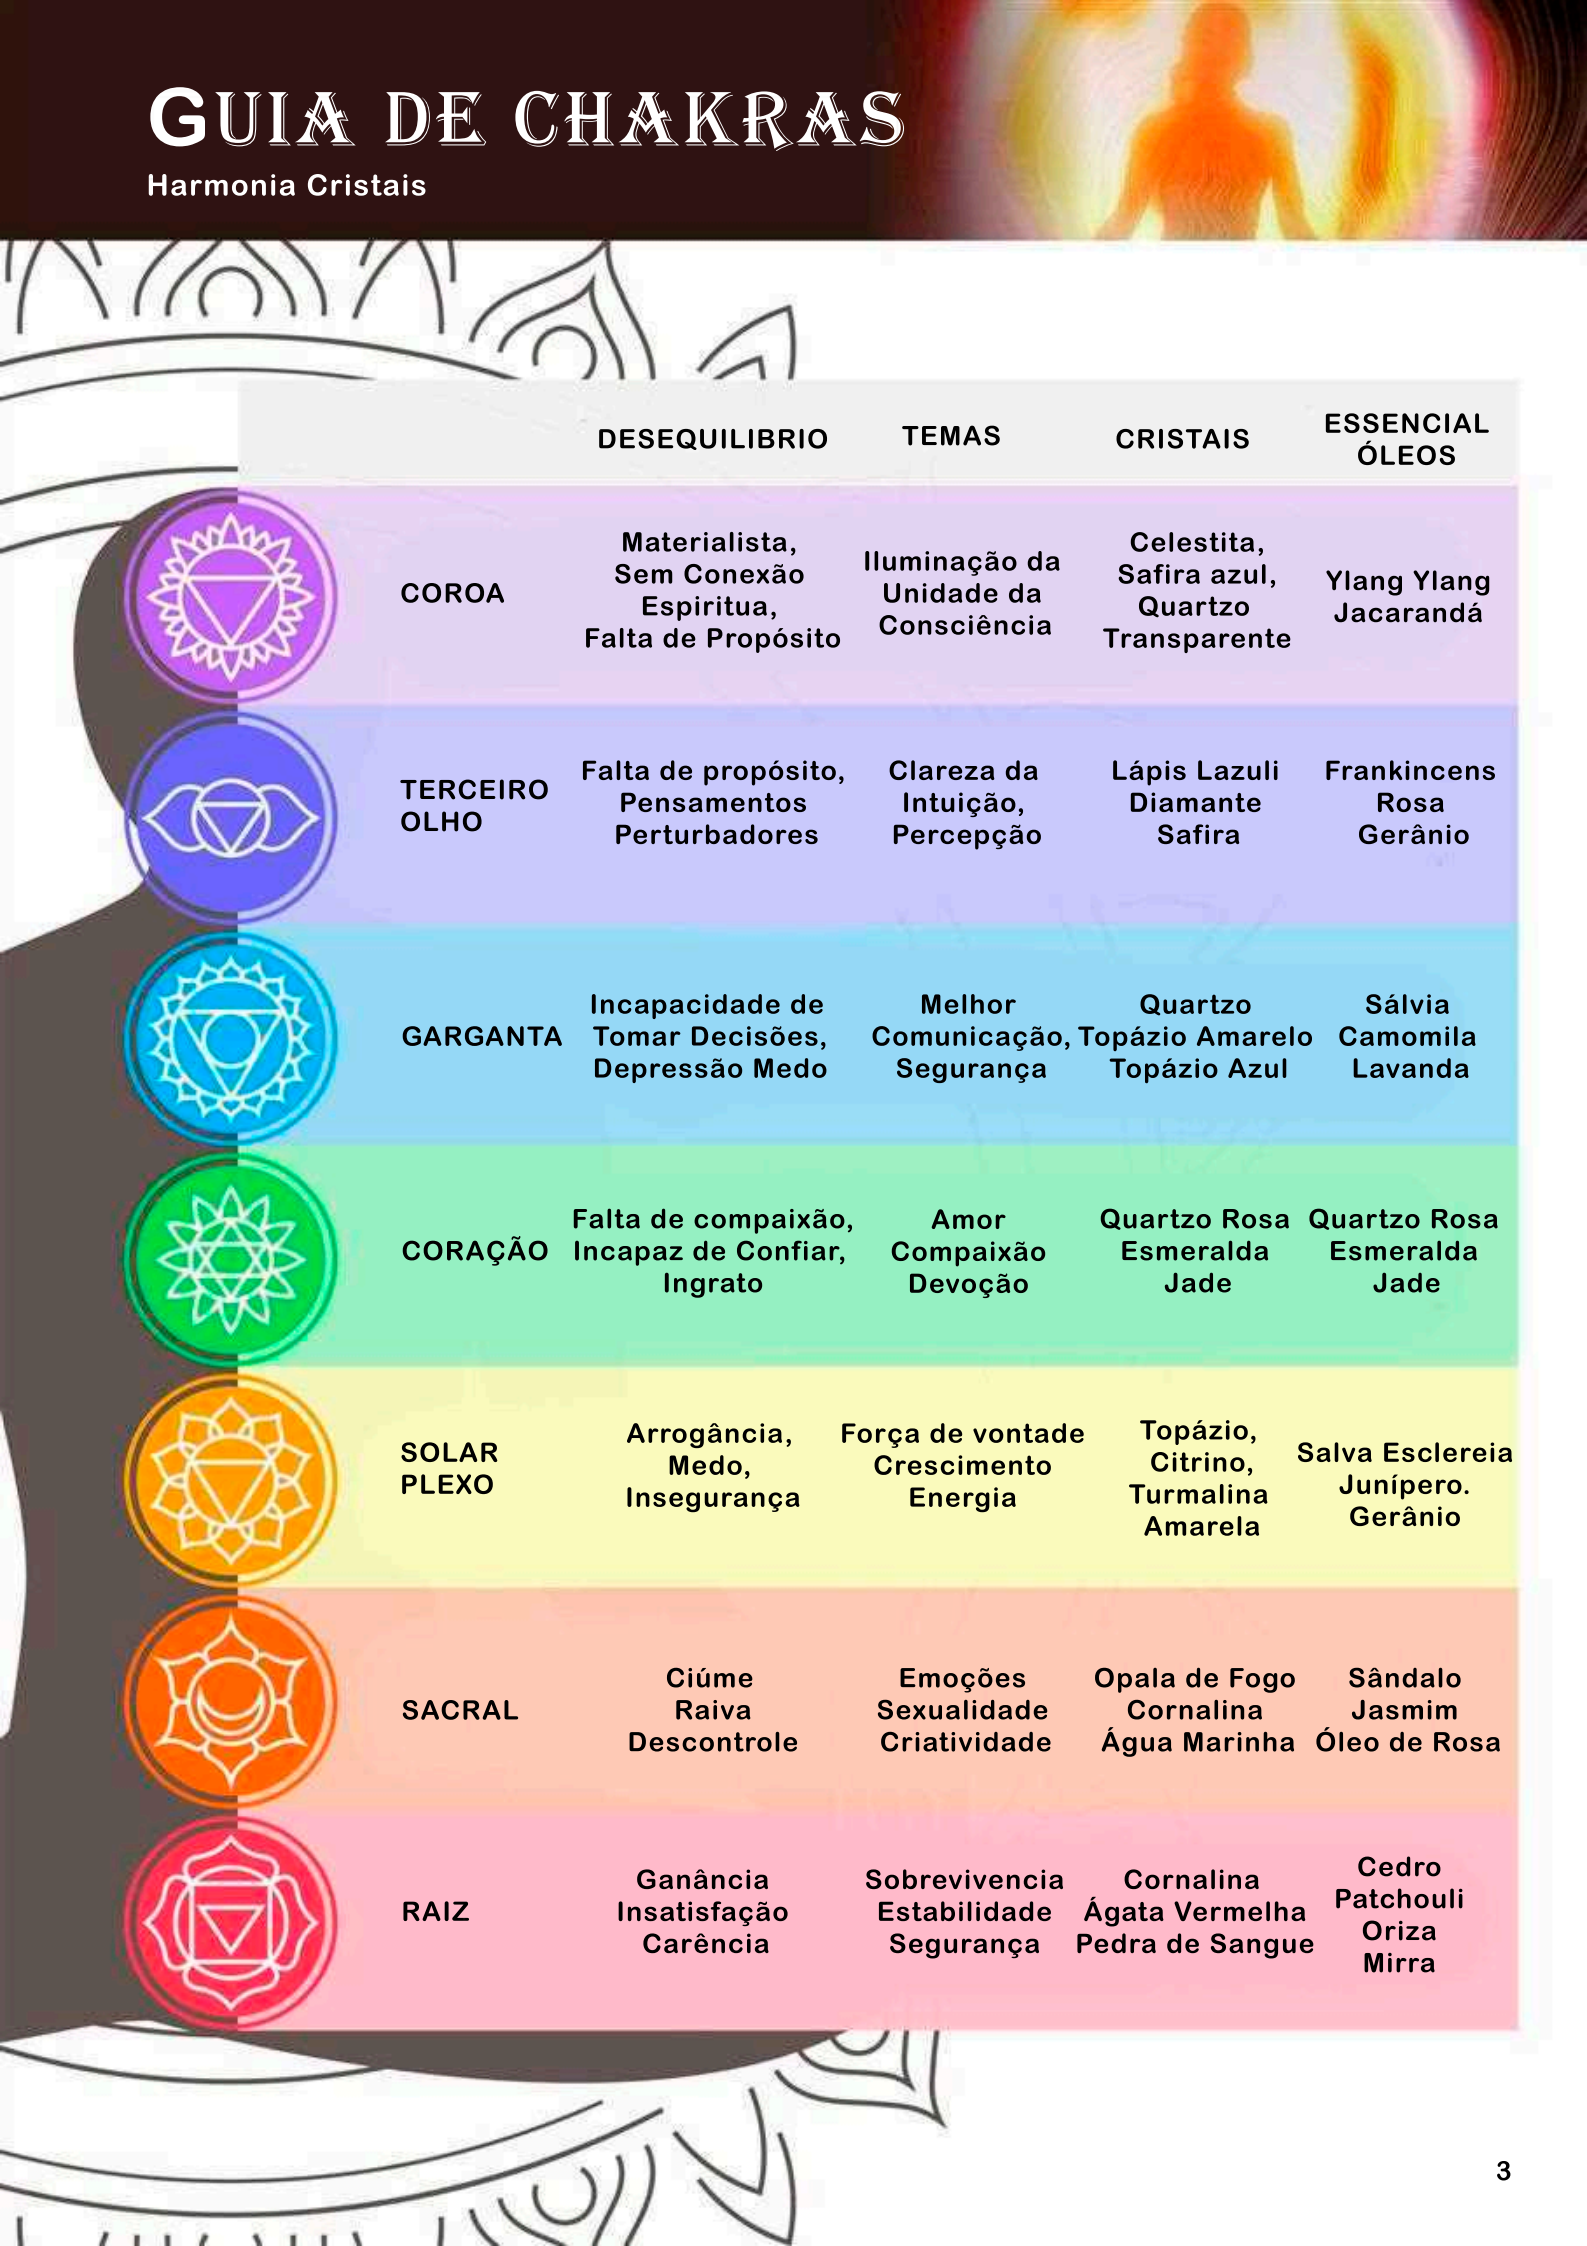 GUIA DE CHAKRAS
Harmonia Cristais
DESEQUILIBRIO
TEMAS
CRISTAIS
ESSENCIAL
ÓLEOS
COROA
Materialista,
Sem Conexão
Espiritua,
Falta de Propósito
Iluminação da
Unidade da
Consciência
Celestita,
Safira azul,
Quartzo
Transparente
Ylang Ylang
Jacarandá
TERCEIRO
OLHO
Falta de propósito,
Pensamentos
Perturbadores
Clareza da
Intuição,
Percepção
Lápis Lazuli
Diamante
Safira
Frankincens
Rosa
Gerânio
GARGANTA
Incapacidade de
Tomar Decisões,
Depressão Medo
Melhor
Comunicação,
Segurança
Quartzo
Topázio Amarelo
Topázio Azul
Sálvia
Camomila
Lavanda
CORAÇÃO
Falta de compaixão,
Incapaz de Confiar,
Ingrato
Amor
Compaixão
Devoção
Quartzo Rosa
Esmeralda
Jade
Quartzo Rosa
Esmeralda
Jade
SOLAR
PLEXO
Arrogância,
Medo,
Insegurança
Força de vontade
Crescimento
Energia
Topázio,
Citrino,
Turmalina
Amarela
Salva Esclereia
Junípero.
Gerânio
SACRAL
Ciúme
Raiva
Descontrole
Emoções
Sexualidade
Criatividade
Opala de Fogo
Cornalina
Água Marinha
Sândalo
Jasmim
Óleo de Rosa
RAIZ
Ganância
Insatisfação
Carência
Sobrevivencia
Estabilidade
Segurança
Cornalina
Ágata Vermelha
Pedra de Sangue
Cedro
Patchouli
Oriza
Mirra
3